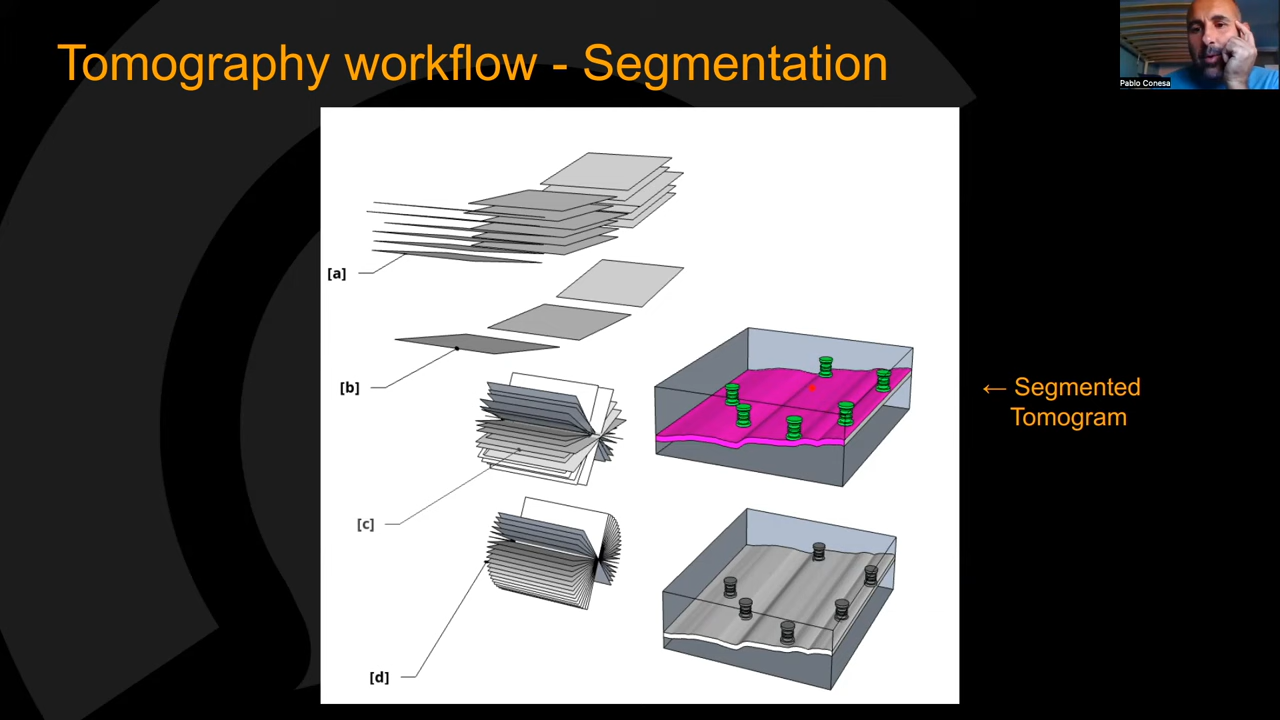 Tomography workflow - Segmentation
Pablo Conesa
[a]
[b]
← Segmented
Tomogram
[c]
[d]